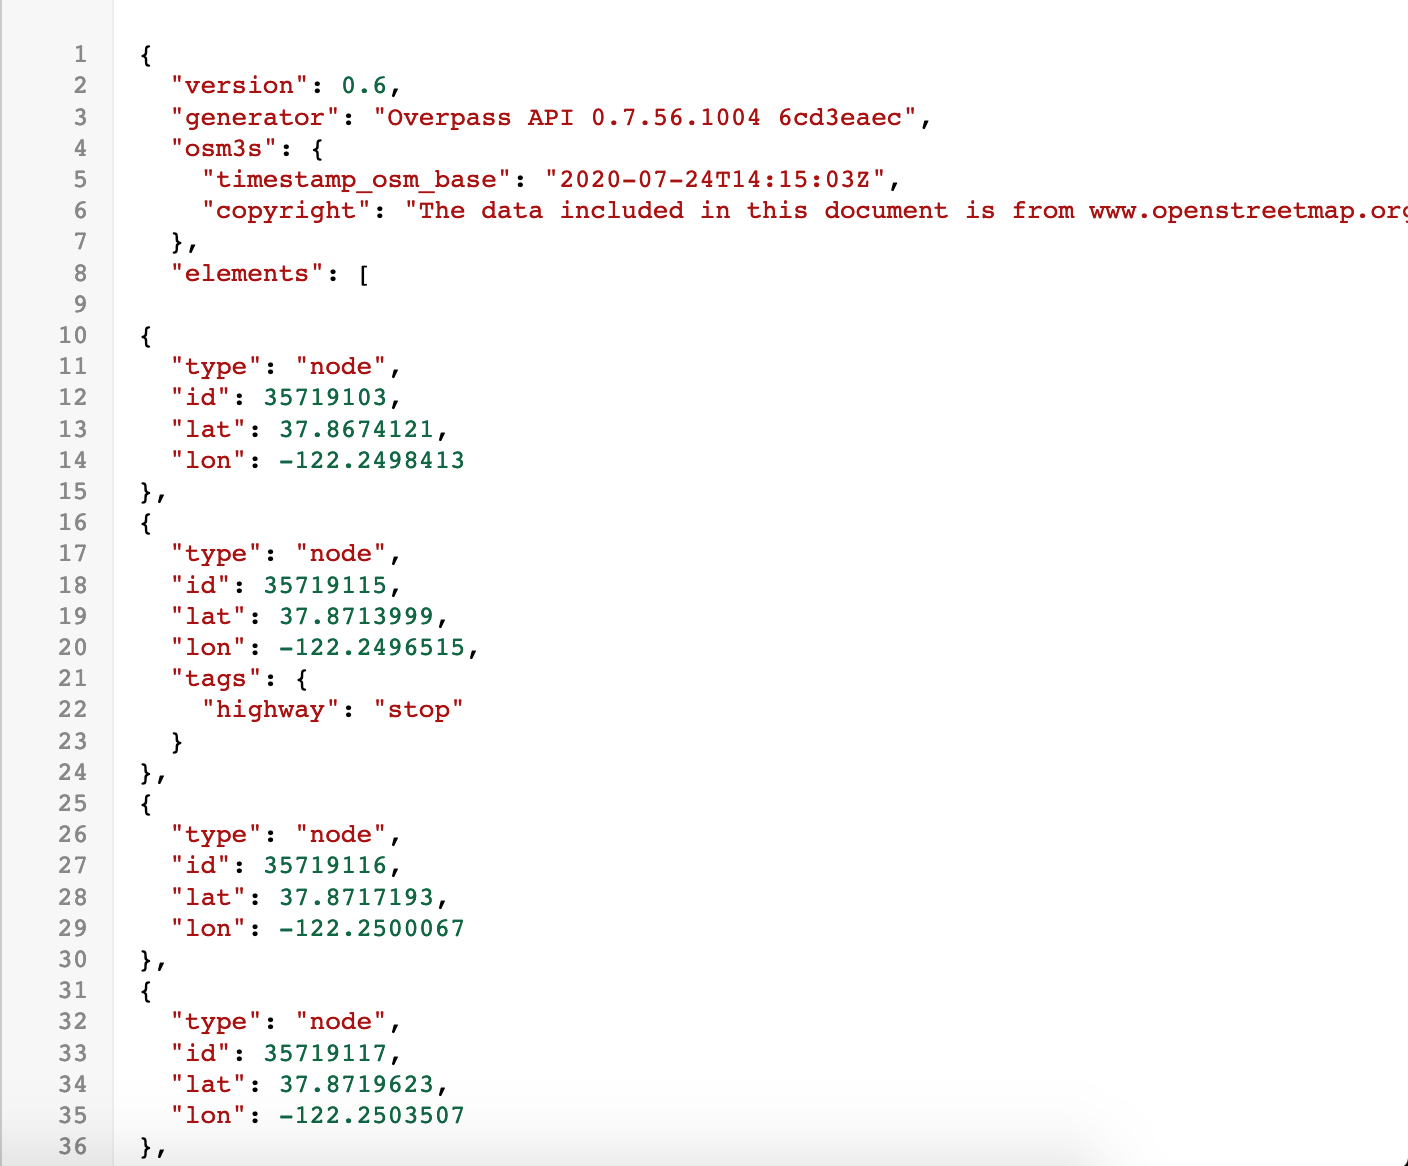 1 {
2 "version": 0.6,
3 "generator": "Overpass API 0.7.56.1004 6cd3eaec",
4 "osm3s": {
5 "timestamp_osm_base": "2020-07-24T14:15:03Z",
6 "copyright": "The data included in this document is from www.openstreetmap.org
7 },
8 "elements": [
9
10 {
11 "type": "node",
12 "id": 35719103,
13 "lat": 37.8674121,
14 "lon": -122.2498413
15 },
16 {
17 "type": "node",
18 "id": 35719115,
19 "lat": 37.8713999,
20 "lon": -122.2496515,
21 "tags": {
22 "highway": "stop"
23 }
24 },
25 {
26 "type": "node",
27 "id": 35719116,
28 "lat": 37.8717193,
29 "lon": -122.2500067
30 },
31 {
32 "type": "node",
33 "id": 35719117,
34 "lat": 37.8719623,
35 "lon": -122.2503507
36 },